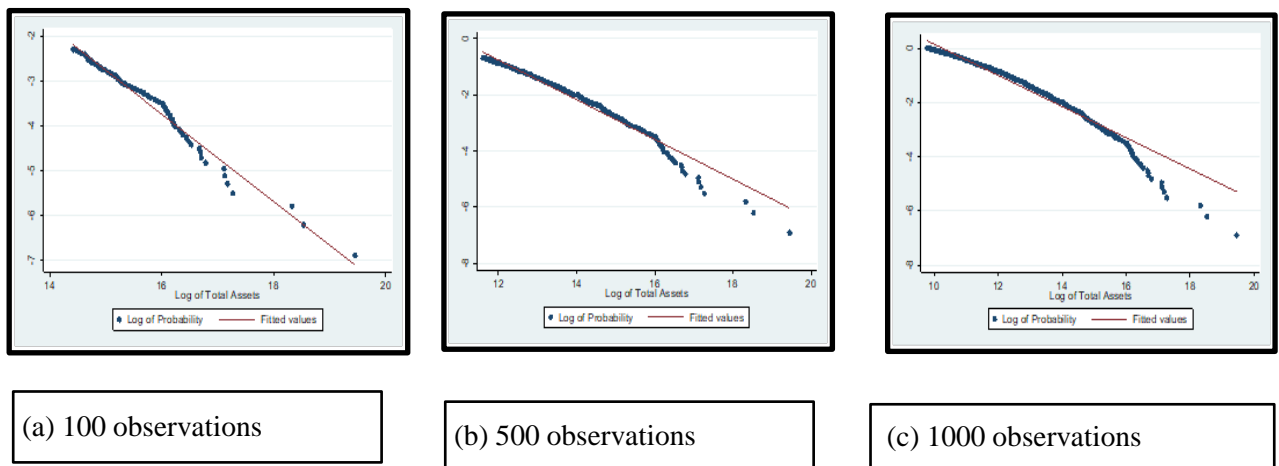 -2
-3
-4
-5
-6
-7
14 16 18 20
Log of Total Assets
Log of Probability Fitted values
0
-2
-4
-6
-8
12 14 16 18 20
Log of Total Assets
Log of Probability Fitted values
0
-2
-4
-6
-8
10 12 14 16 18 20
Log of Total Assets
Log of Probability Fitted values
(a) 100 observations
(b) 500 observations
(c) 1000 observations